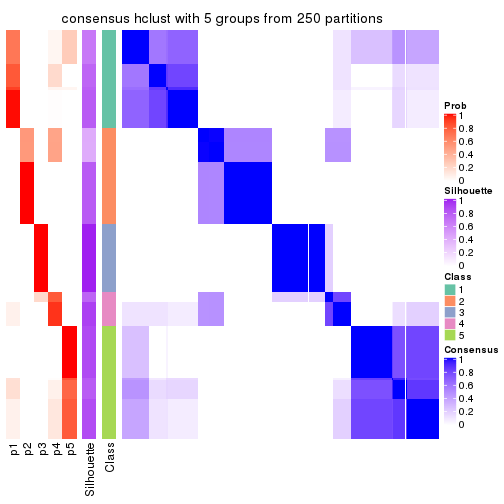 consensus hclust with 5 groups from 250 partitions
Prob
1
0.8
0.6
0.4
0.2
0
Silhouette
1
0.8
0.6
0.4
0.2
0
Class
1
2
3
4
5
Consensus
1
0.8
0.6
0.4
0.2
0
p1
p2
p3
p4
p5
Silhouette
Class